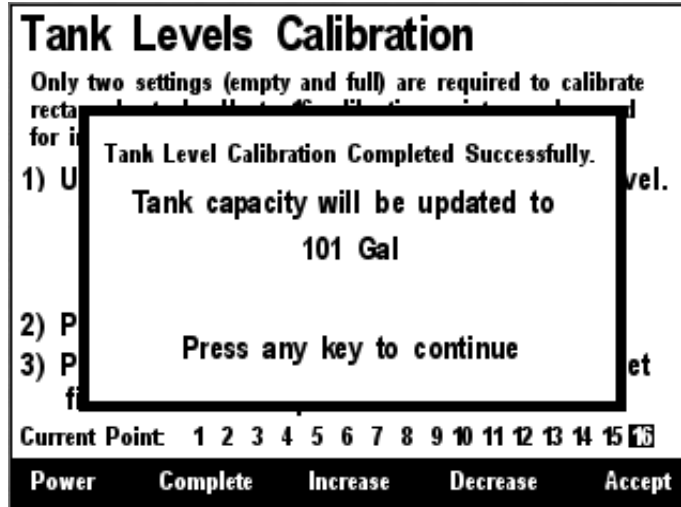 Tank Levels Calibration
Only two settings (empty and full) are required to calibrate
for
Tank Level Calibration Completed Successfully.
1)
Tank capacity will be updated to
101 Gal
2)
Press any key to continue
3)
Current Point: 1 2 3 4 5 6 7 8 9 10 11 12 13 14 15 16
Power Complete Increase Decrease Accept